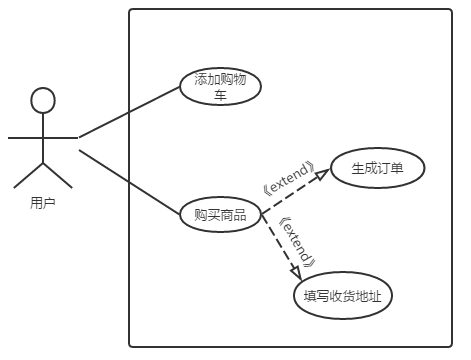 添加购物
车
《extend》
生成订单
用户
购买商品
《extend》
填写收货地址